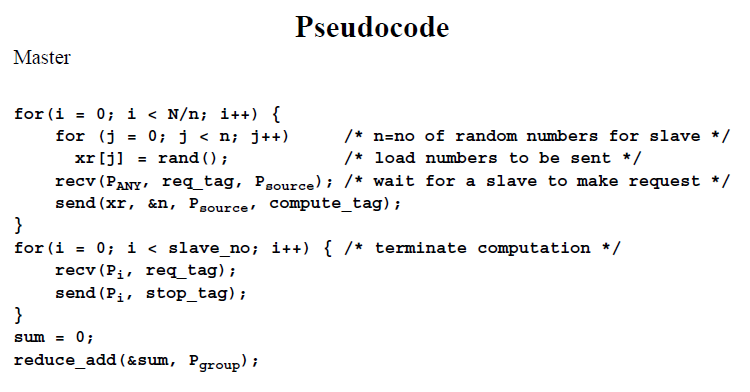 Pseudocode
Master
for(i = 0; i < N/n; i++) {
for (j = 0; j < n; j++) /* n=no of random numbers for slave */
xr[j] = rand(); /* load numbers to be sent */
recv(PANY, req_tag, Psource); /* wait for a slave to make request */
send(xr, &n, Psource, compute_tag);
}
for(i = 0; i < slave_no; i++) { /* terminate computation */
recv(Pi, req_tag);
send(Pi, stop_tag);
}
sum = 0;
reduce_add(&sum, Pgroup);